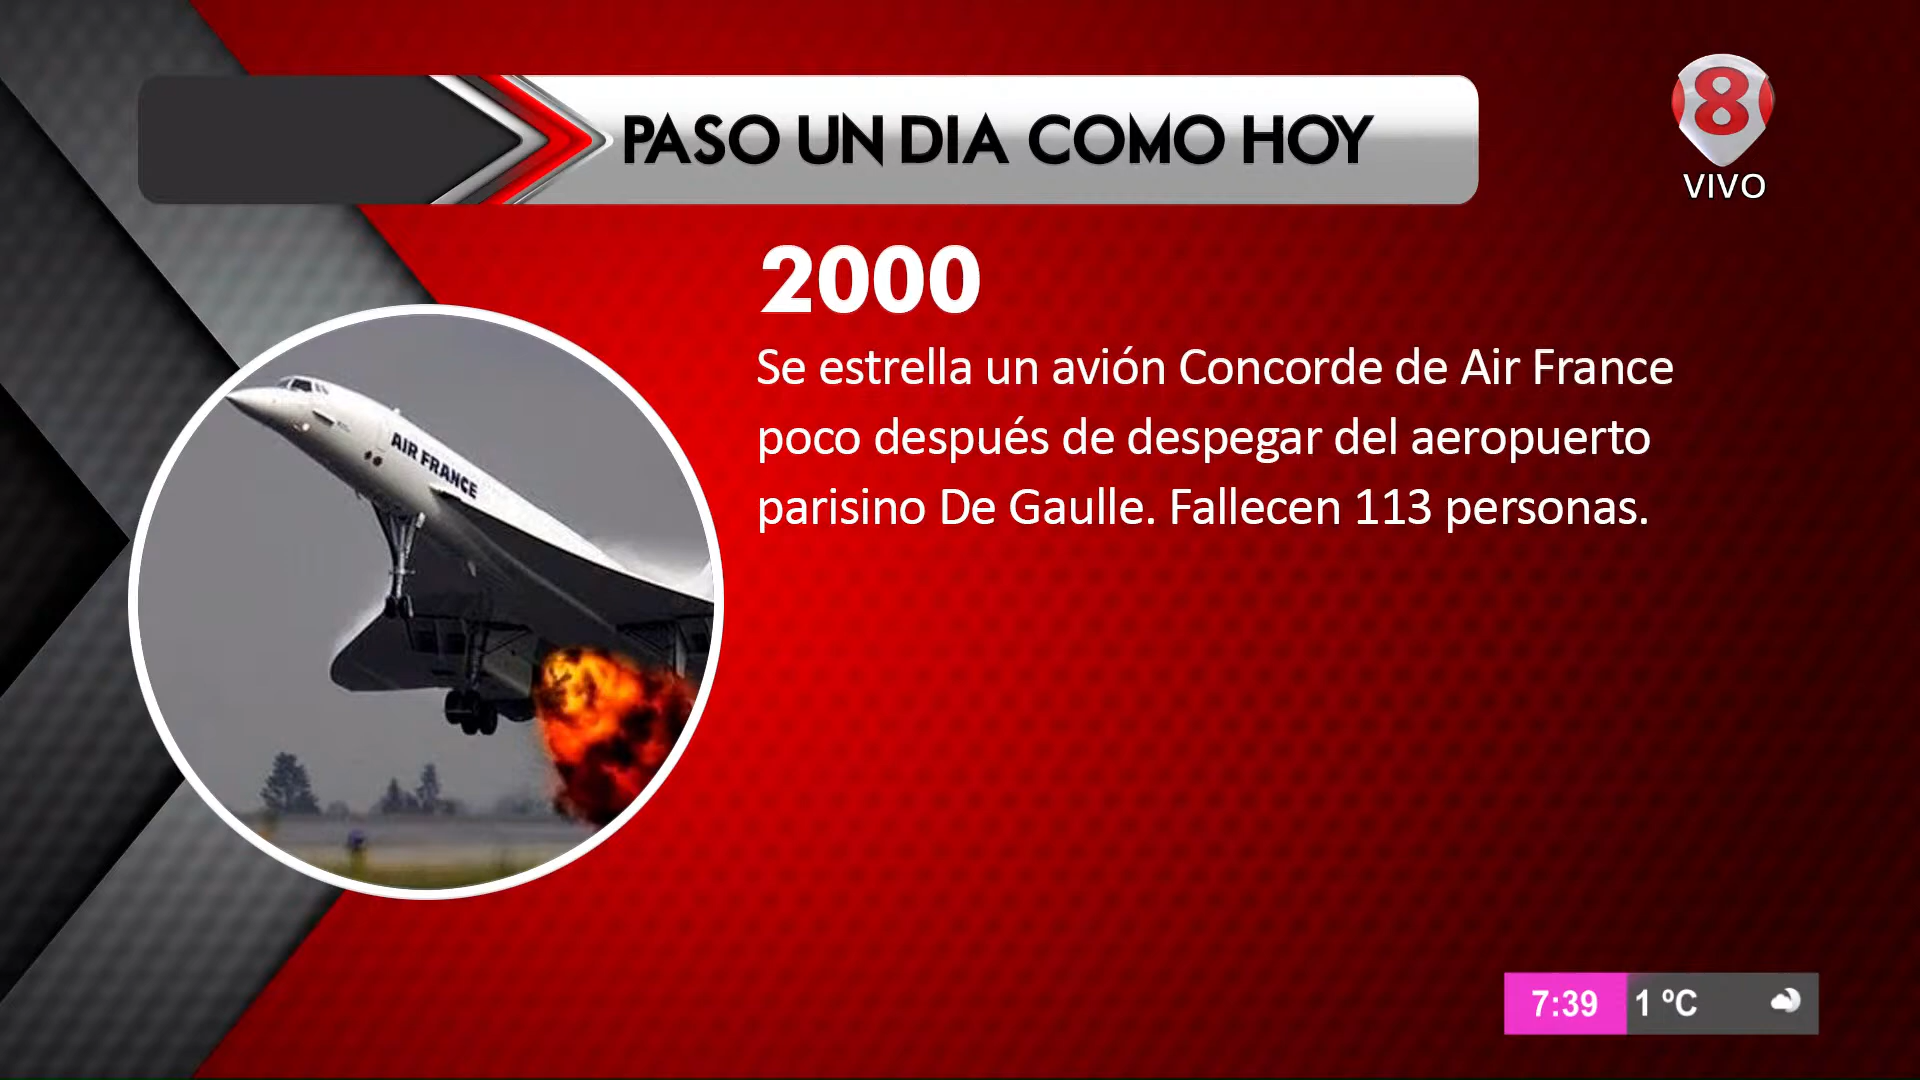 PASO UN DIA COMO HOY
8
VIVO
2000
Se estrella un avión Concorde de Air France
poco después de despegar del aeropuerto
parisino De Gaulle. Fallecen 113 personas.
AIR FRANCE
7:39 1 ºC